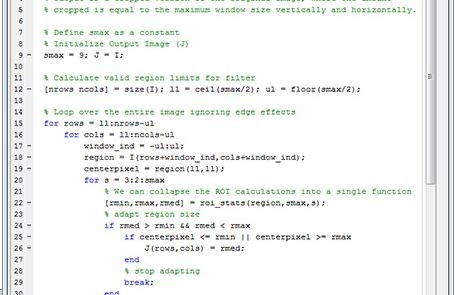 5 % cropped is equal to the maximum window size vertically and horizontally.
6
7 % Define smax as a constant
8 % Initialize Output Image (J)
9 - smax = 9; J = I;
10
11 % Calculate valid region limits for filter
12 - [nrows ncols] = size(I); ll = ceil(smax/2); ul = floor(smax/2);
13
14 % Loop over the entire image ignoring edge effects
15 - for rows = ll:nrows-ul
16 - for cols = ll:ncols-ul
17 - window_ind = -ul:ul;
18 - region = I(rows+window_ind,cols+window_ind);
19 - centerpixel = region(ll,ll);
20 - for s = 3:2:smax
21 % We can collapse the ROI calculations into a single function
22 - [rmin,rmax,rmed] = roi_stats(region,smax,s);
23 % adapt region size
24 - if rmed > rmin && rmed < rmax
25 - if centerpixel <= rmin || centerpixel >= rmax
26 - J(rows,cols) = rmed;
27 end
28 % stop adapting
29 - break;
30 end